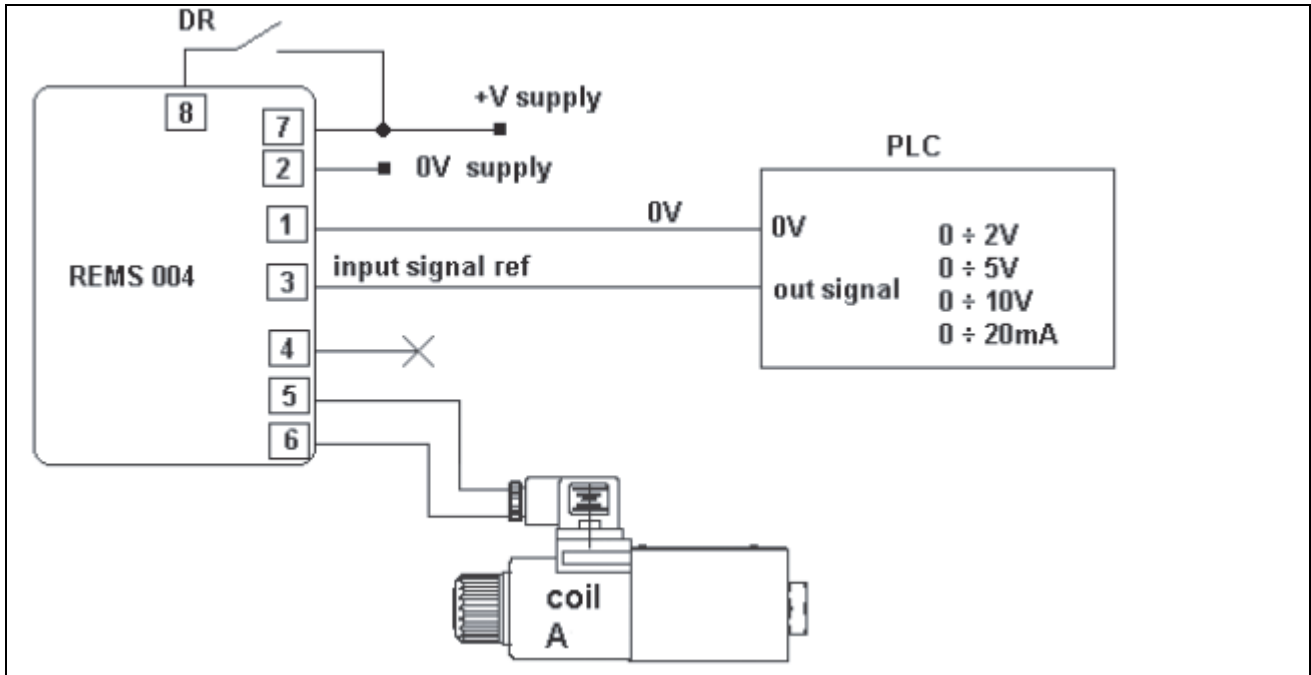 DR
8
+V supply
7
PLC
2
0V supply
0V
1
0V
0 ÷ 2V
REMS 004
input signal ref
0 ÷ 5V
3
out signal
0 ÷ 10V
0 ÷ 20mA
4
5
6
coil
A